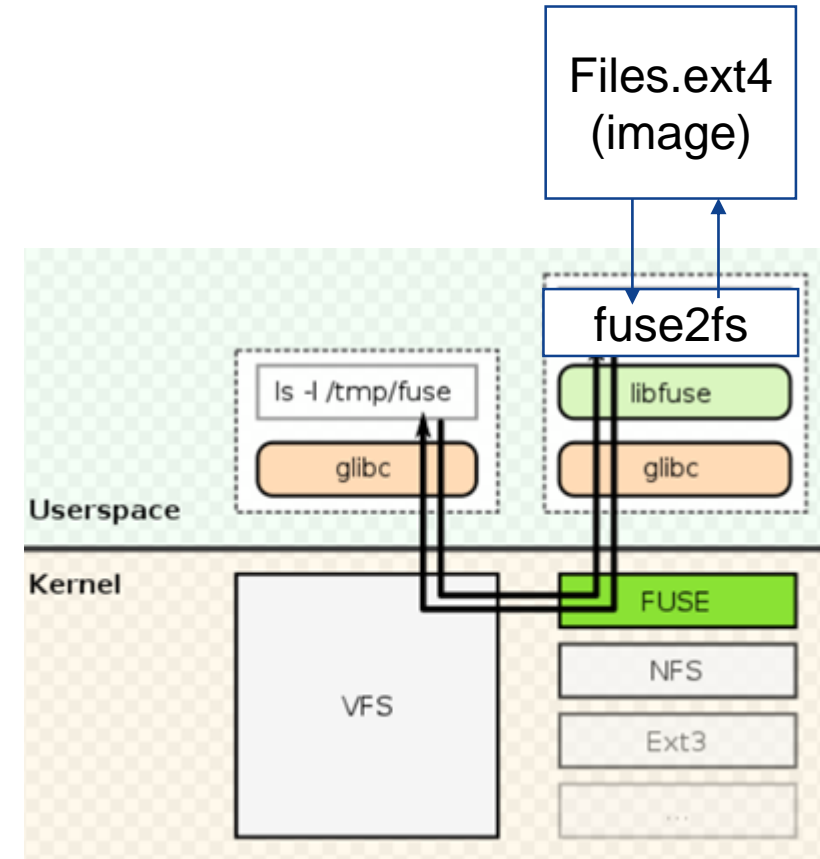 Files.ext4
(image)
fuse2fs
ls -l /tmp/fuse
libfuse
glibc
glibc
Userspace
Kernel
FUSE
NFS
VFS
Ext3
...